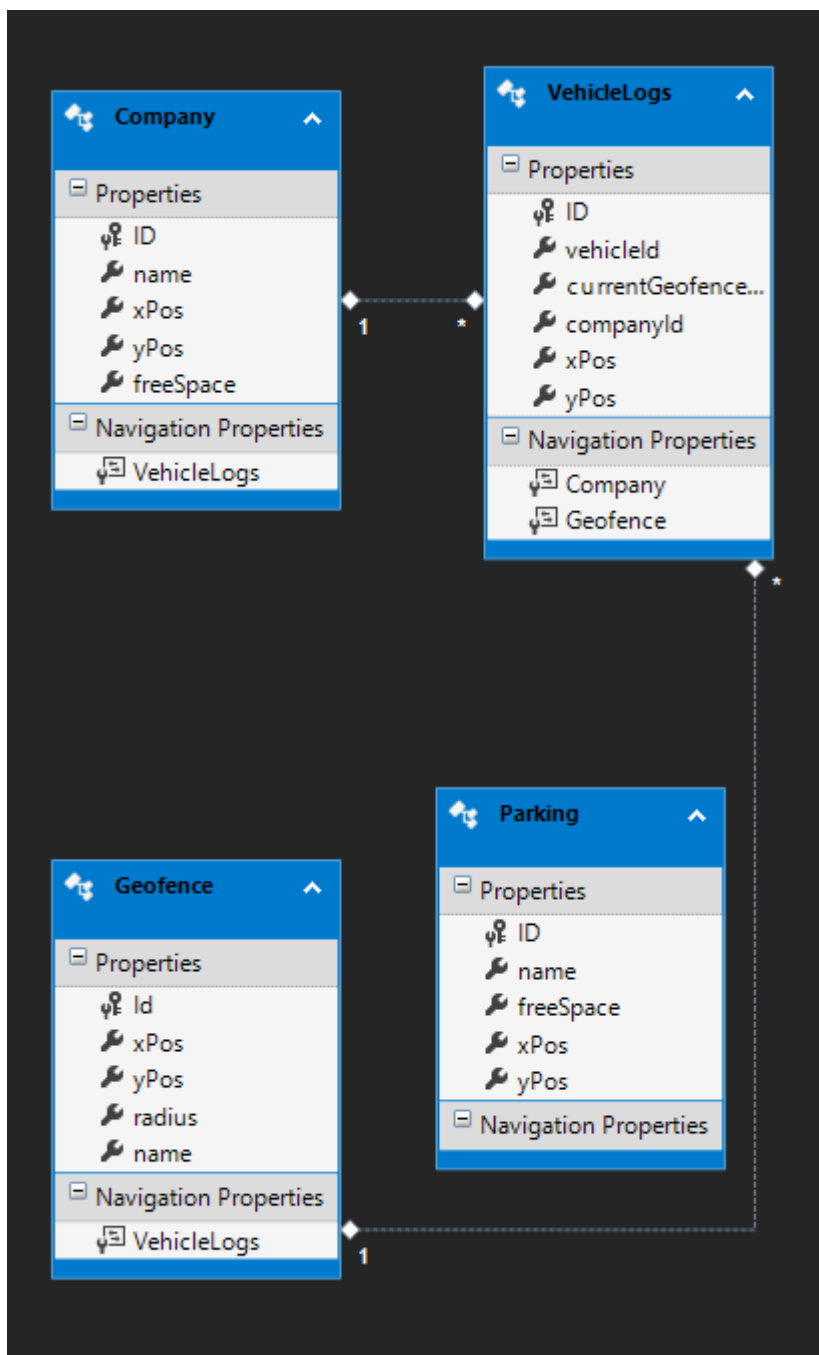 Company
Properties
ID
name
xPos
yPos
freeSpace
Navigation Properties
VehicleLogs
1
*
VehicleLogs
Properties
ID
vehicleId
currentGeofence...
companyId
xPos
yPos
Navigation Properties
Company
Geofence
*
Parking
Properties
ID
name
freeSpace
xPos
yPos
Navigation Properties
Geofence
Properties
Id
xPos
yPos
radius
name
Navigation Properties
VehicleLogs
1